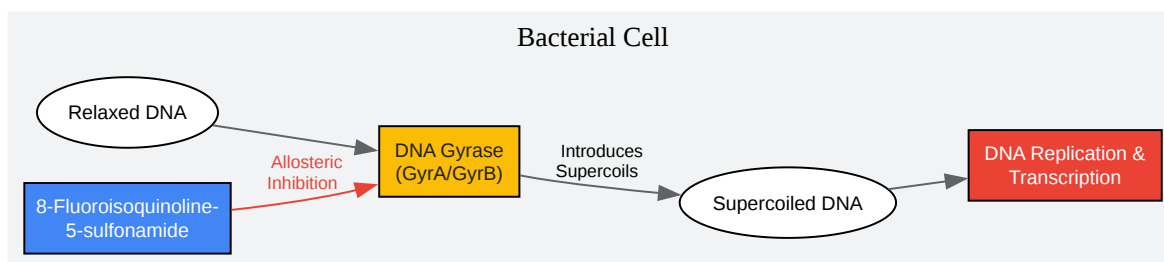 Bacterial Cell
Relaxed DNA
Allosteric
Inhibition
8-Fluoroisoquinoline-
5-sulfonamide
DNA Gyrase
(GyrA/GyrB)
Introduces
Supercoils
Supercoiled DNA
DNA Replication &
Transcription